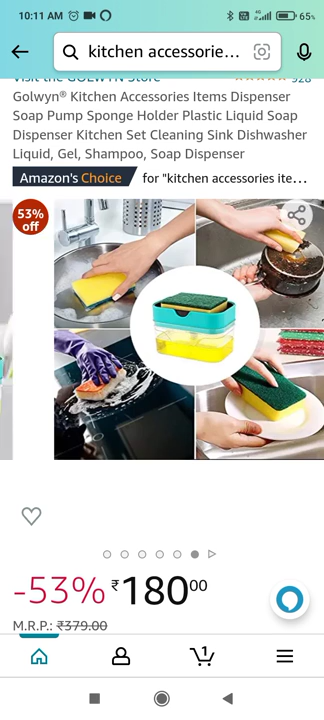 10:11 AM
4G
65%
kitchen accessorie...
Visit the GOLWYN Store
928
Golwyn® Kitchen Accessories Items Dispenser
Soap Pump Sponge Holder Plastic Liquid Soap
Dispenser Kitchen Set Cleaning Sink Dishwasher
Liquid, Gel, Shampoo, Soap Dispenser
Amazon's Choice for "kitchen accessories ite...
53%
off
-53% ₹18000
M.R.P.: ₹379.00
1